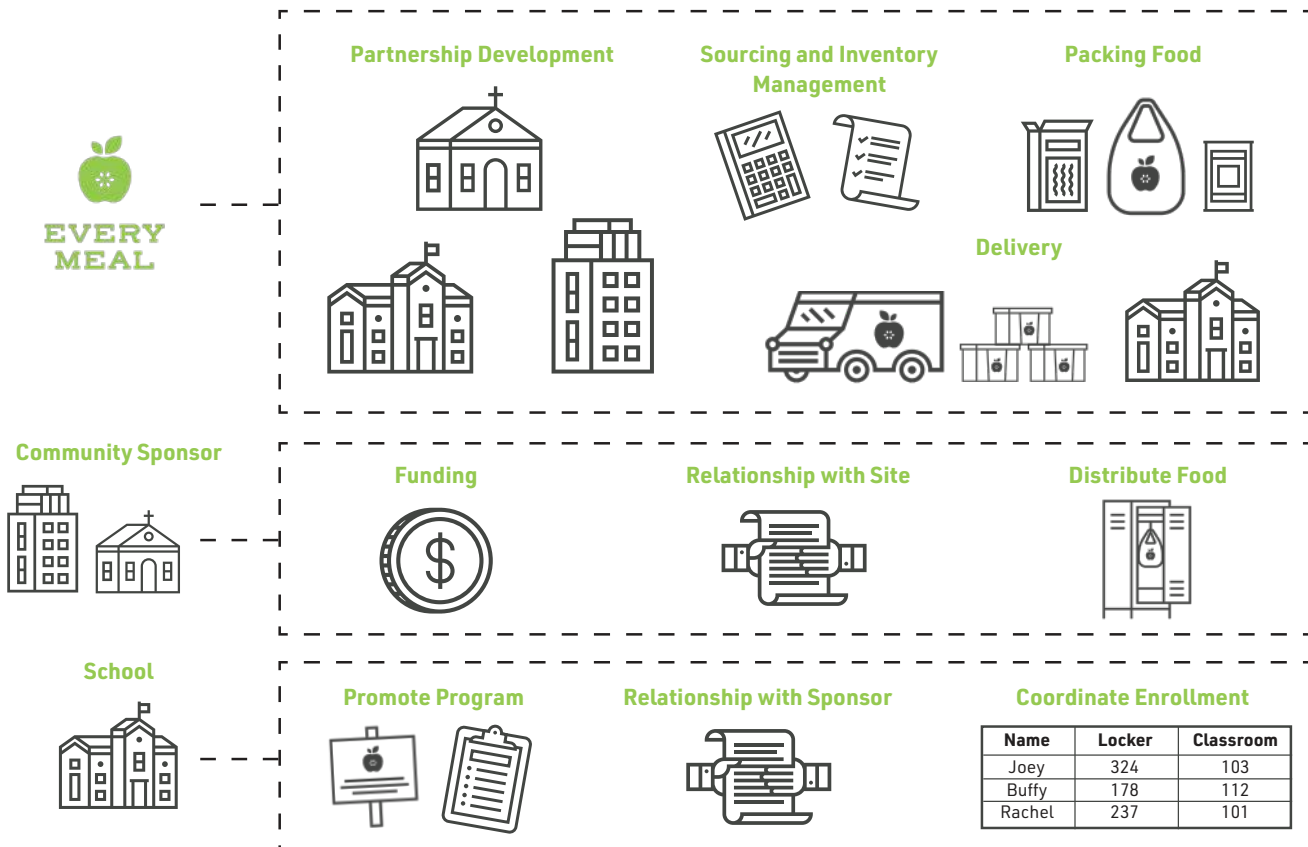 Partnership Development
Sourcing and Inventory
Management
Packing Food
EVERY
MEAL
Delivery
Community Sponsor
Funding
$
Relationship with Site
Distribute Food
School
Promote Program
Relationship with Sponsor
Coordinate Enrollment
Name Locker Classroom
Joey 324 103
Buffy 178 112
Rachel 237 101